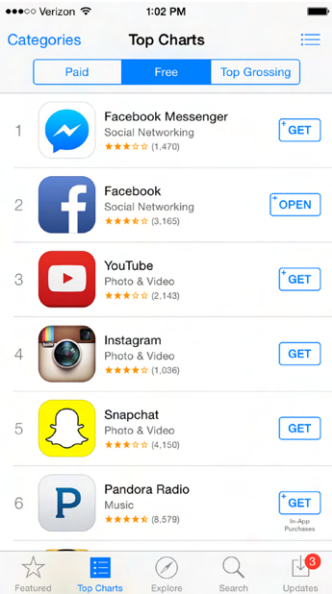 Verizon 1:02 PM
Categories Top Charts
Paid Free Top Grossing
1
Facebook Messenger
Social Networking
(1,470)
+ GET
2
Facebook
Social Networking
(3,165)
+ OPEN
3
YouTube
Photo & Video
(2,143)
+ GET
4
Instagram
Photo & Video
(1,036)
GET
5
Snapchat
Photo & Video
(4,150)
GET
6
P
Pandora Radio
Music
(8,579)
+ GET
In-App
Purchases
3
Featured Top Charts Explore Search Updates